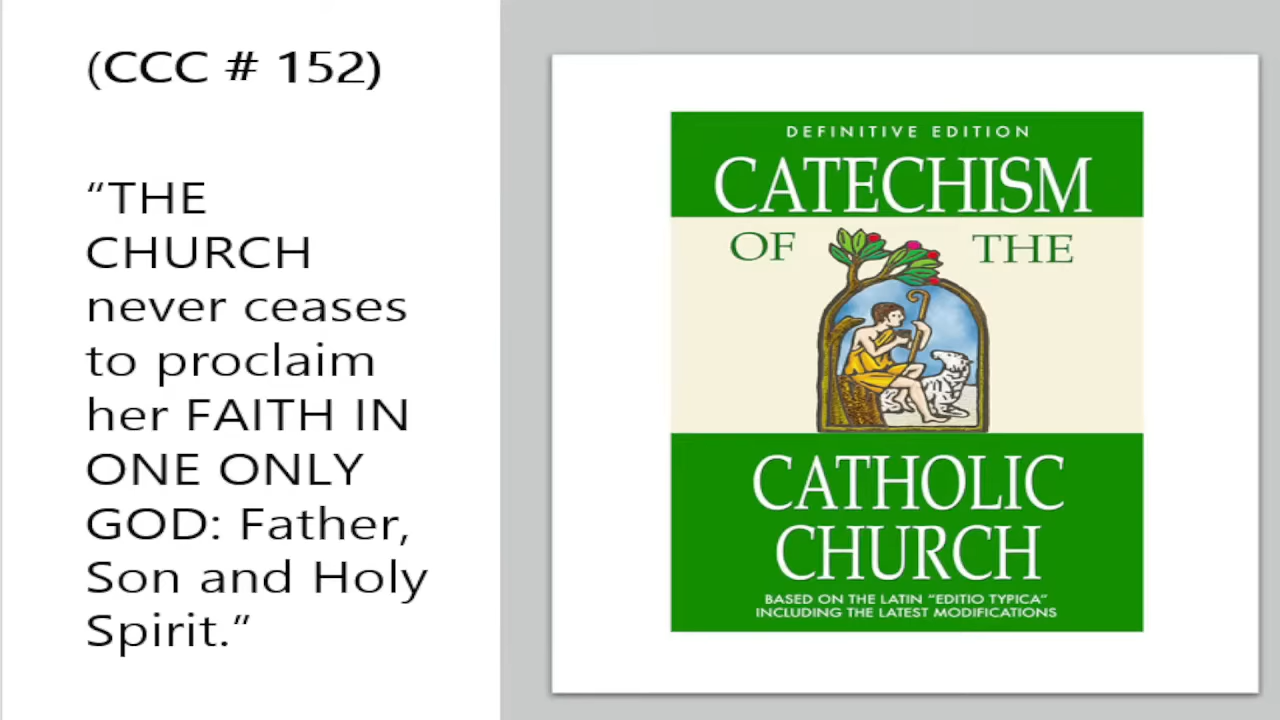 (CCC # 152)
“THE
CHURCH
never ceases
to proclaim
her FAITH IN
ONE ONLY
GOD: Father,
Son and Holy
Spirit.”
DEFINITIVE EDITION
CATECHISM
OF THE
CATHOLIC
CHURCH
BASED ON THE LATIN “EDITIO TYPICA”
INCLUDING THE LATEST MODIFICATIONS